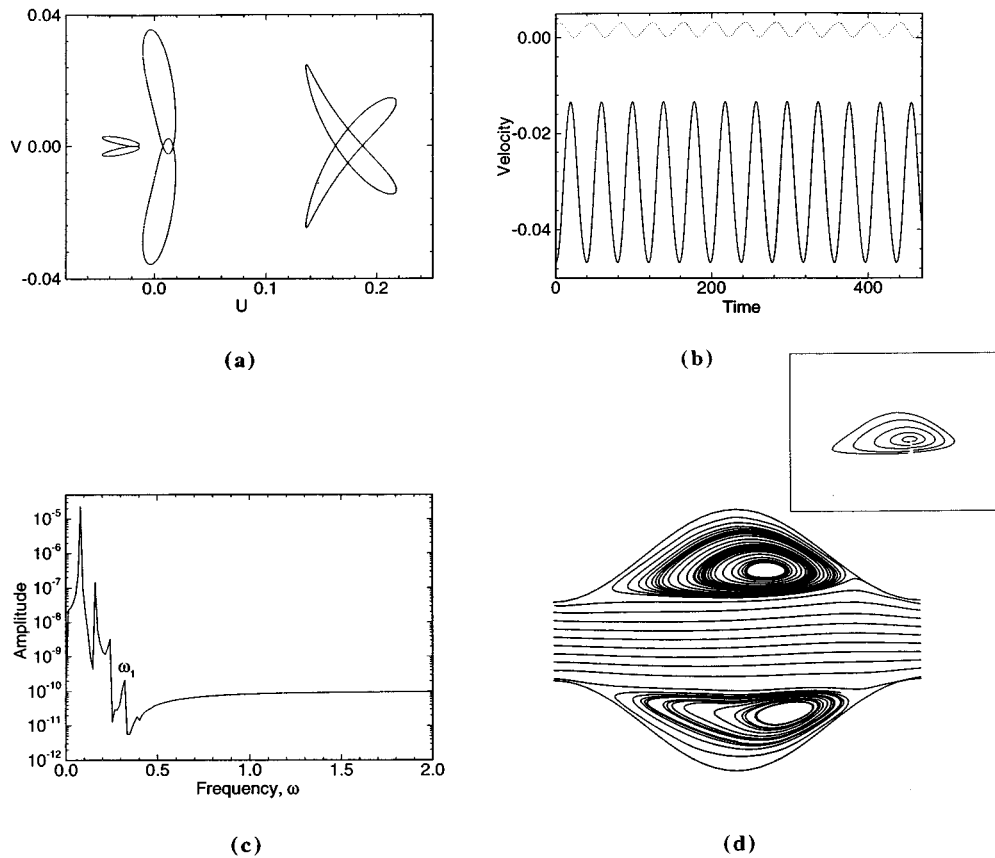 0.04
V 0.00
-0.04
0.0 0.1 0.2
U
(a)
0.00
-0.02
-0.04
Velocity
0 200 400
Time
(b)
10-5
10-6
10-7
10-8
10-9
10-10
10-11
10-12
Amplitude
ω1
0.0 0.5 1.0 1.5 2.0
Frequency, ω
(c)
(d)